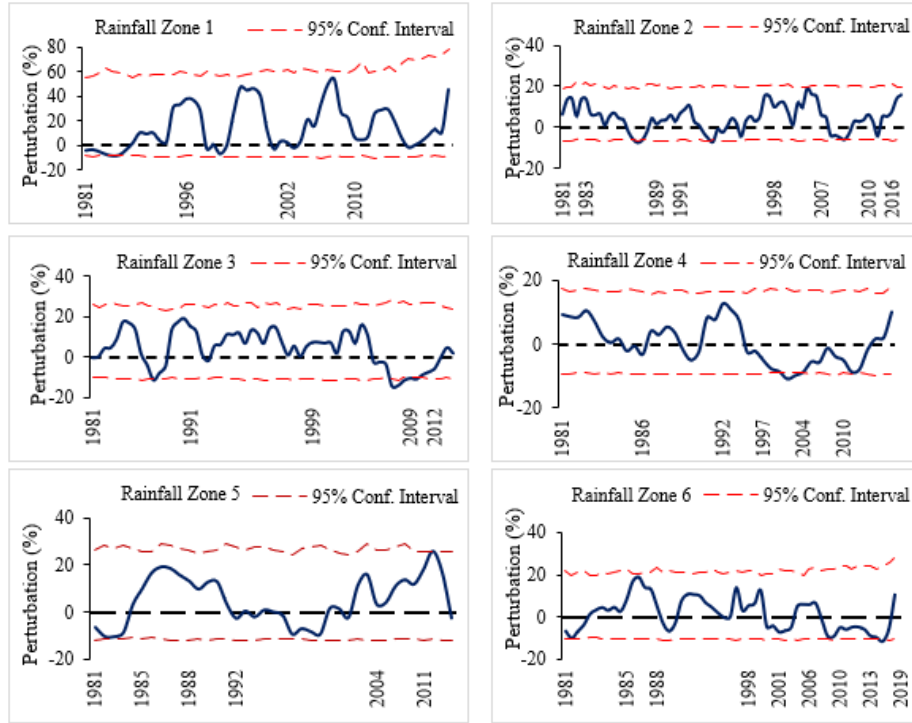 Rainfall Zone 1 95% Conf. Interval
Perturbation (%)
80
60
40
20
0
-20
1981 1996 2002 2010
Rainfall Zone 2 95% Conf. Interval
Perturbation (%)
40
20
0
-20
1981 1983 1989 1991 1998 2007 2010 2016
Rainfall Zone 3 95% Conf. Interval
Perturbation (%)
40
20
0
-20
1981 1991 1999 2009 2012
Rainfall Zone 4 95% Conf. Interval
Perturbation (%)
20
0
-20
1981 1986 1992 1997 2004 2010
Rainfall Zone 5 95% Conf. Interval
Perturbation (%)
40
20
0
-20
1981 1985 1988 1992 2004 2011
Rainfall Zone 6 95% Conf. Interval
Perturbation (%)
40
20
0
-20
1981 1985 1988 1998 2001 2006 2010 2013 2017 2019